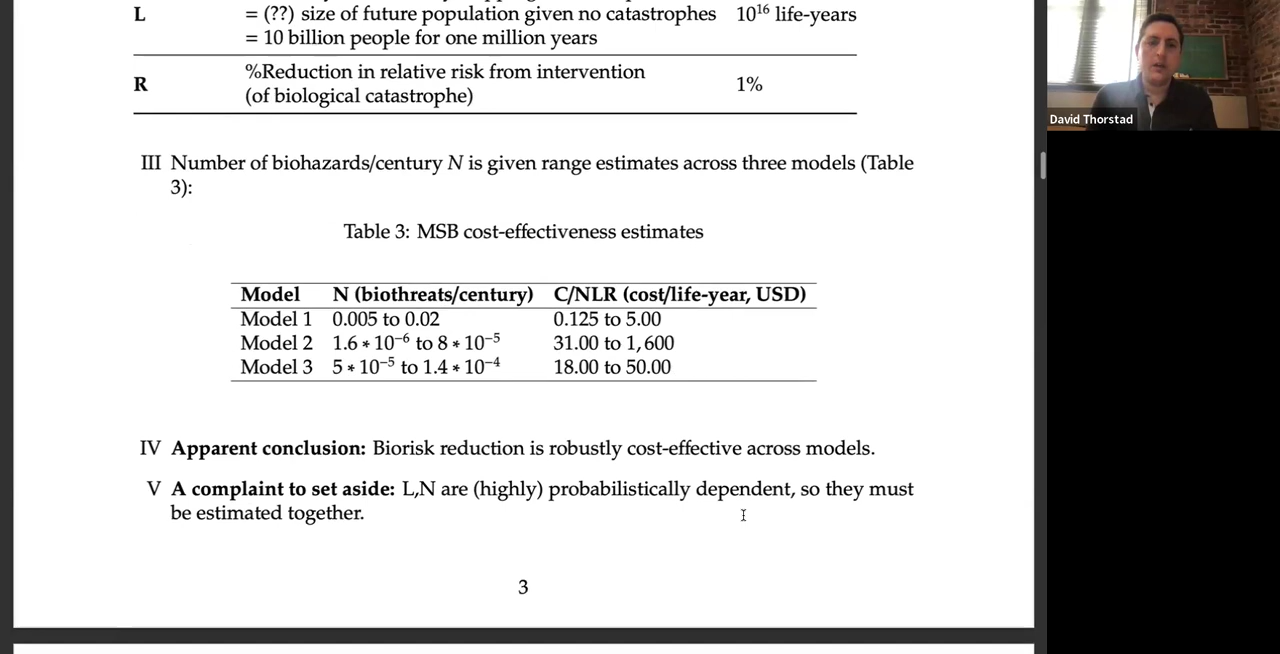 L = (??) size of future population given no catastrophes 10¹⁶ life-years
= 10 billion people for one million years
R %Reduction in relative risk from intervention 1%
(of biological catastrophe)
III Number of biohazards/century N is given range estimates across three models (Table
3):
Table 3: MSB cost-effectiveness estimates
Model N (biothreats/century) C/NLR (cost/life-year, USD)
Model 1 0.005 to 0.02 0.125 to 5.00
Model 2 1.6 * 10⁻⁶ to 8 * 10⁻⁵ 31.00 to 1,600
Model 3 5 * 10⁻⁵ to 1.4 * 10⁻⁴ 18.00 to 50.00
IV Apparent conclusion: Biorisk reduction is robustly cost-effective across models.
V A complaint to set aside: L,N are (highly) probabilistically dependent, so they must
be estimated together.
3
David Thorstad